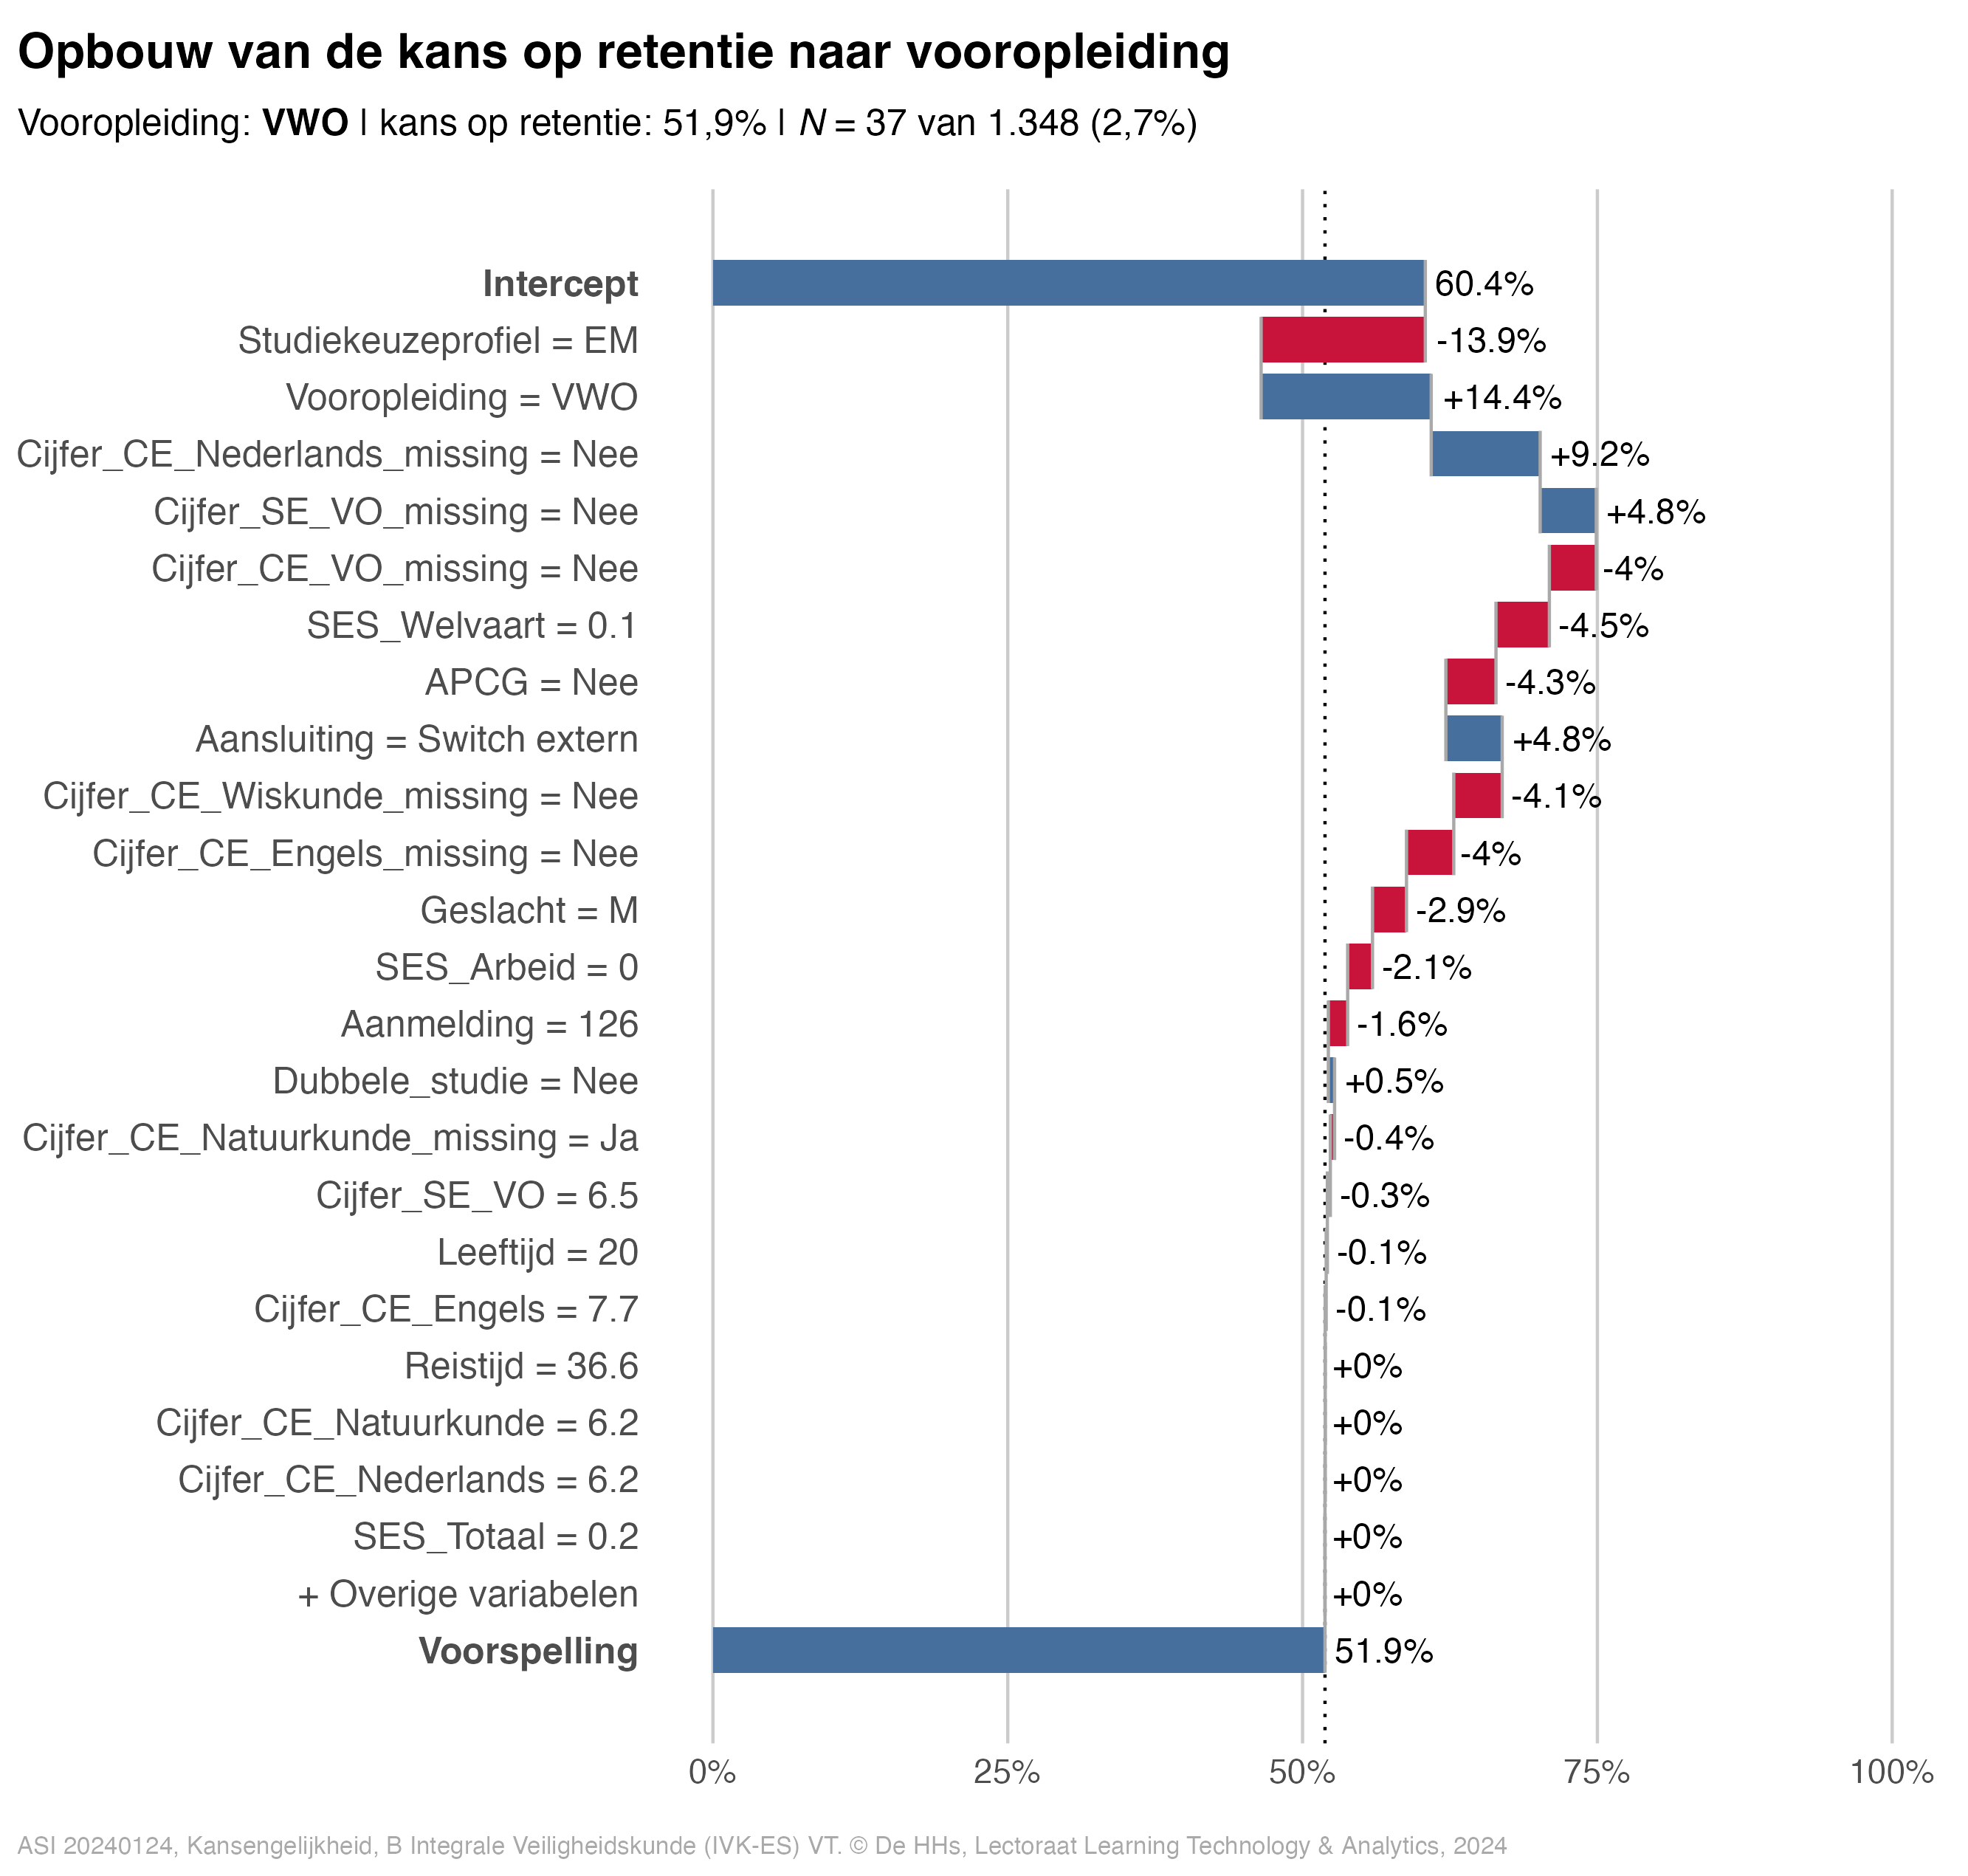 Opbouw van de kans op retentie naar vooropleiding
Vooropleiding: VWO | kans op retentie: 51,9% | N = 37 van 1.348 (2,7%)
Intercept 60.4%
Studiekeuzeprofiel = EM -13.9%
Vooropleiding = VWO +14.4%
Cijfer_CE_Nederlands_missing = Nee +9.2%
Cijfer_SE_VO_missing = Nee +4.8%
Cijfer_CE_VO_missing = Nee -4%
SES_Welvaart = 0.1 -4.5%
APCG = Nee -4.3%
Aansluiting = Switch extern +4.8%
Cijfer_CE_Wiskunde_missing = Nee -4.1%
Cijfer_CE_Engels_missing = Nee -4%
Geslacht = M -2.9%
SES_Arbeid = 0 -2.1%
Aanmelding = 126 -1.6%
Dubbele_studie = Nee +0.5%
Cijfer_CE_Natuurkunde_missing = Ja -0.4%
Cijfer_SE_VO = 6.5 -0.3%
Leeftijd = 20 -0.1%
Cijfer_CE_Engels = 7.7 -0.1%
Reistijd = 36.6 +0%
Cijfer_CE_Natuurkunde = 6.2 +0%
Cijfer_CE_Nederlands = 6.2 +0%
SES_Totaal = 0.2 +0%
+ Overige variabelen +0%
Voorspelling 51.9%
0% 25% 50% 75% 100%
ASI 20240124, Kansengelijkheid, B Integrale Veiligheidskunde (IVK-ES) VT. © De HHs, Lectoraat Learning Technology & Analytics, 2024